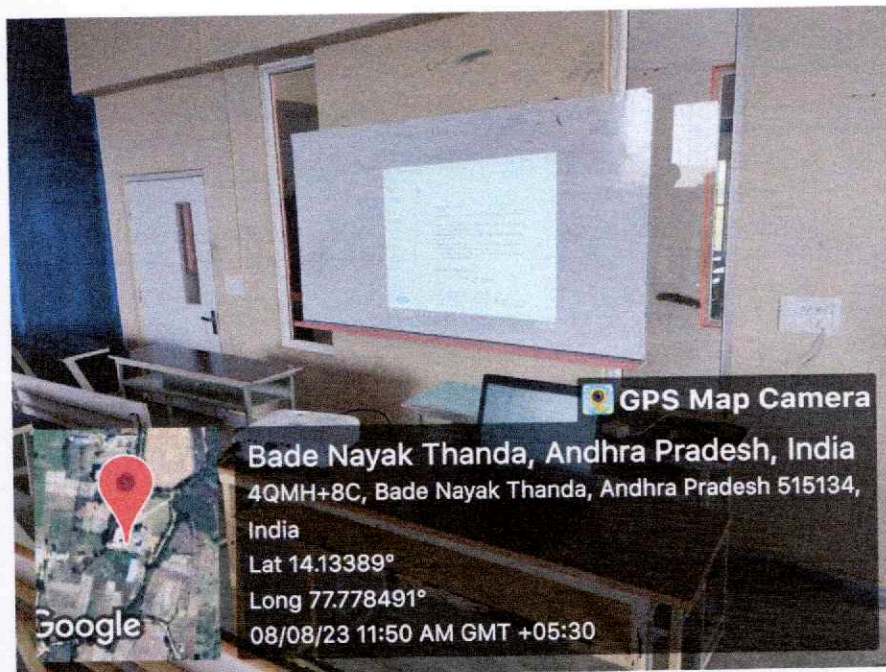 GPS Map Camera
Bade Nayak Thanda, Andhra Pradesh, India
4QMH+8C, Bade Nayak Thanda, Andhra Pradesh 515134,
India
Lat 14.13389°
Long 77.778491°
08/08/23 11:50 AM GMT +05:30
Google